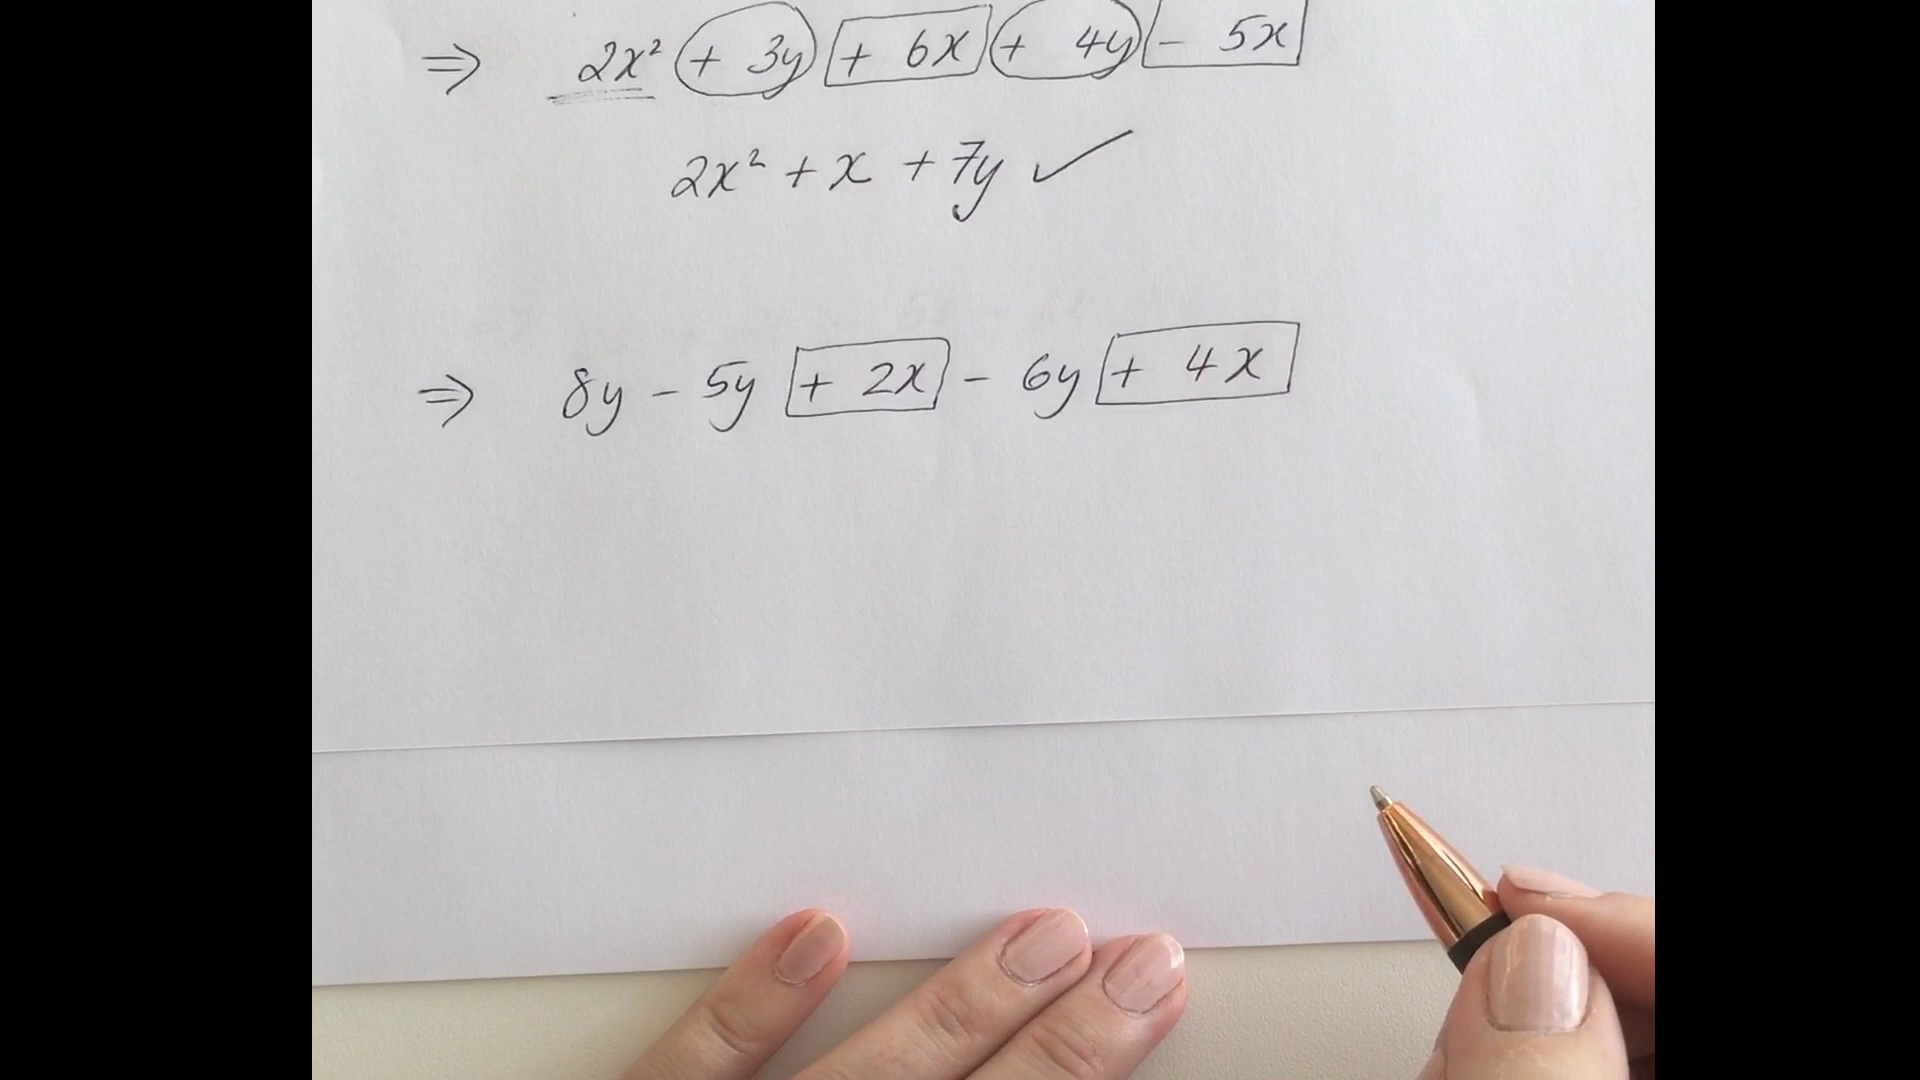 ⇒ 2x² + 3y + 6x + 4y - 5x
2x² + x + 7y ✓
⇒ 8y - 5y + 2x - 6y + 4x